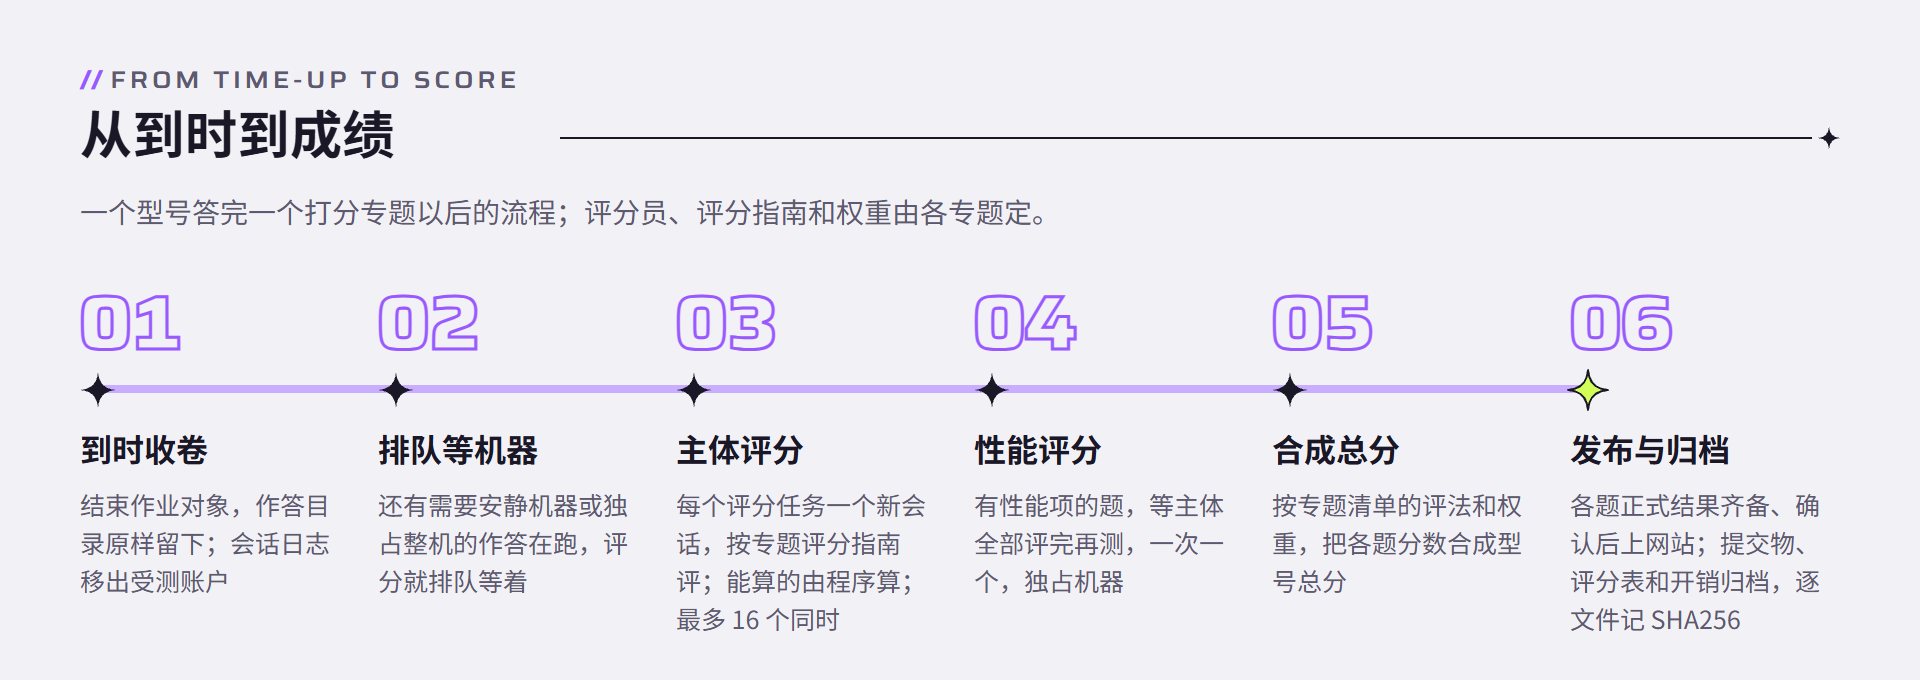 // FROM TIME-UP TO SCORE
从到时到成绩
一个型号答完一个打分专题以后的流程；评分员、评分指南和权重由各专题定。
01
到时收卷
结束作业对象，作答目
录原样留下；会话日志
移出受测账户
02
排队等机器
还有需要安静机器或独
占整机的作答在跑，评
分就排队等着
03
主体评分
每个评分任务一个新会
话，按专题评分指南
评；能算的由程序算；
最多 16 个同时
04
性能评分
有性能项的题，等主体
全部评完再测，一次一
个，独占机器
05
合成总分
按专题清单的评法和权
重，把各题分数合成型
号总分
06
发布与归档
各题正式结果齐备、确
认后上网站；提交物、
评分表和开销归档，逐
文件记 SHA256